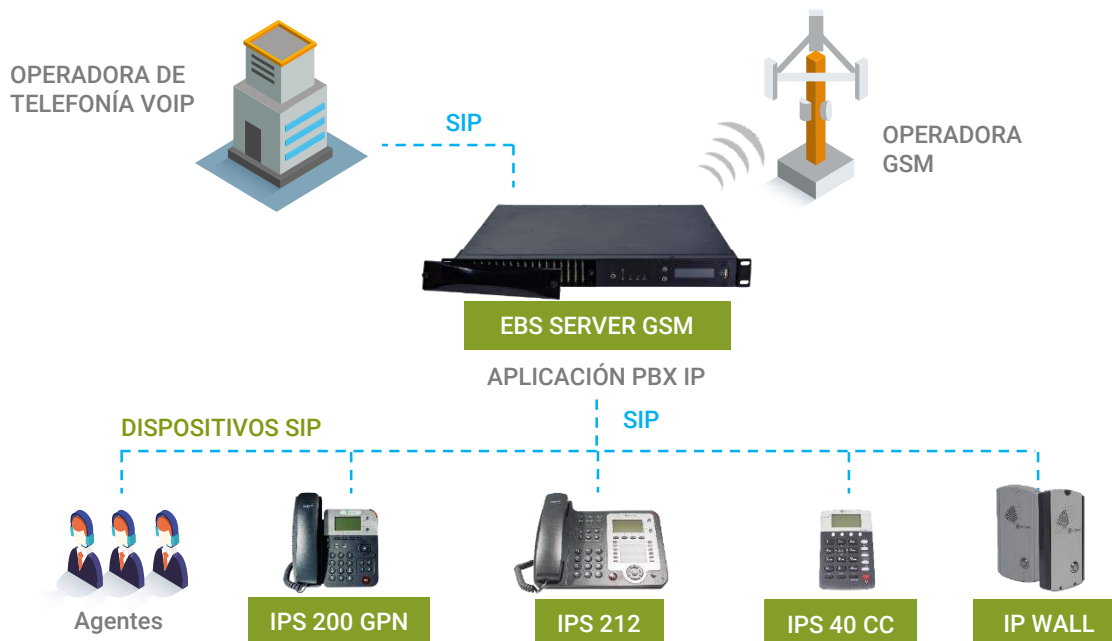 OPERADORA DE
TELEFONÍA VOIP
SIP
OPERADORA
GSM
EBS SERVER GSM
APLICACIÓN PBX IP
DISPOSITIVOS SIP
SIP
Agentes
IPS 200 GPN
IPS 212
IPS 40 CC
IP WALL